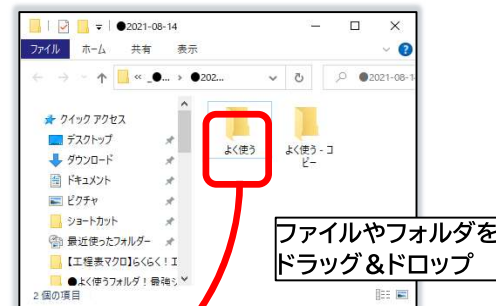 ●2021-08-14
ファイル ホーム 共有 表示
« _●... › ●202... ●2021-08-1
クイック アクセス
デスクトップ
ダウンロード
ドキュメント
ピクチャ
ショートカット
最近使ったフォルダー
【工程表マクロ】らくらく！工
●よく使うフォルダ！最強シ
2 個の項目
よく使う
よく使う - コ
ピー
ファイルやフォルダを
ドラッグ＆ドロップ